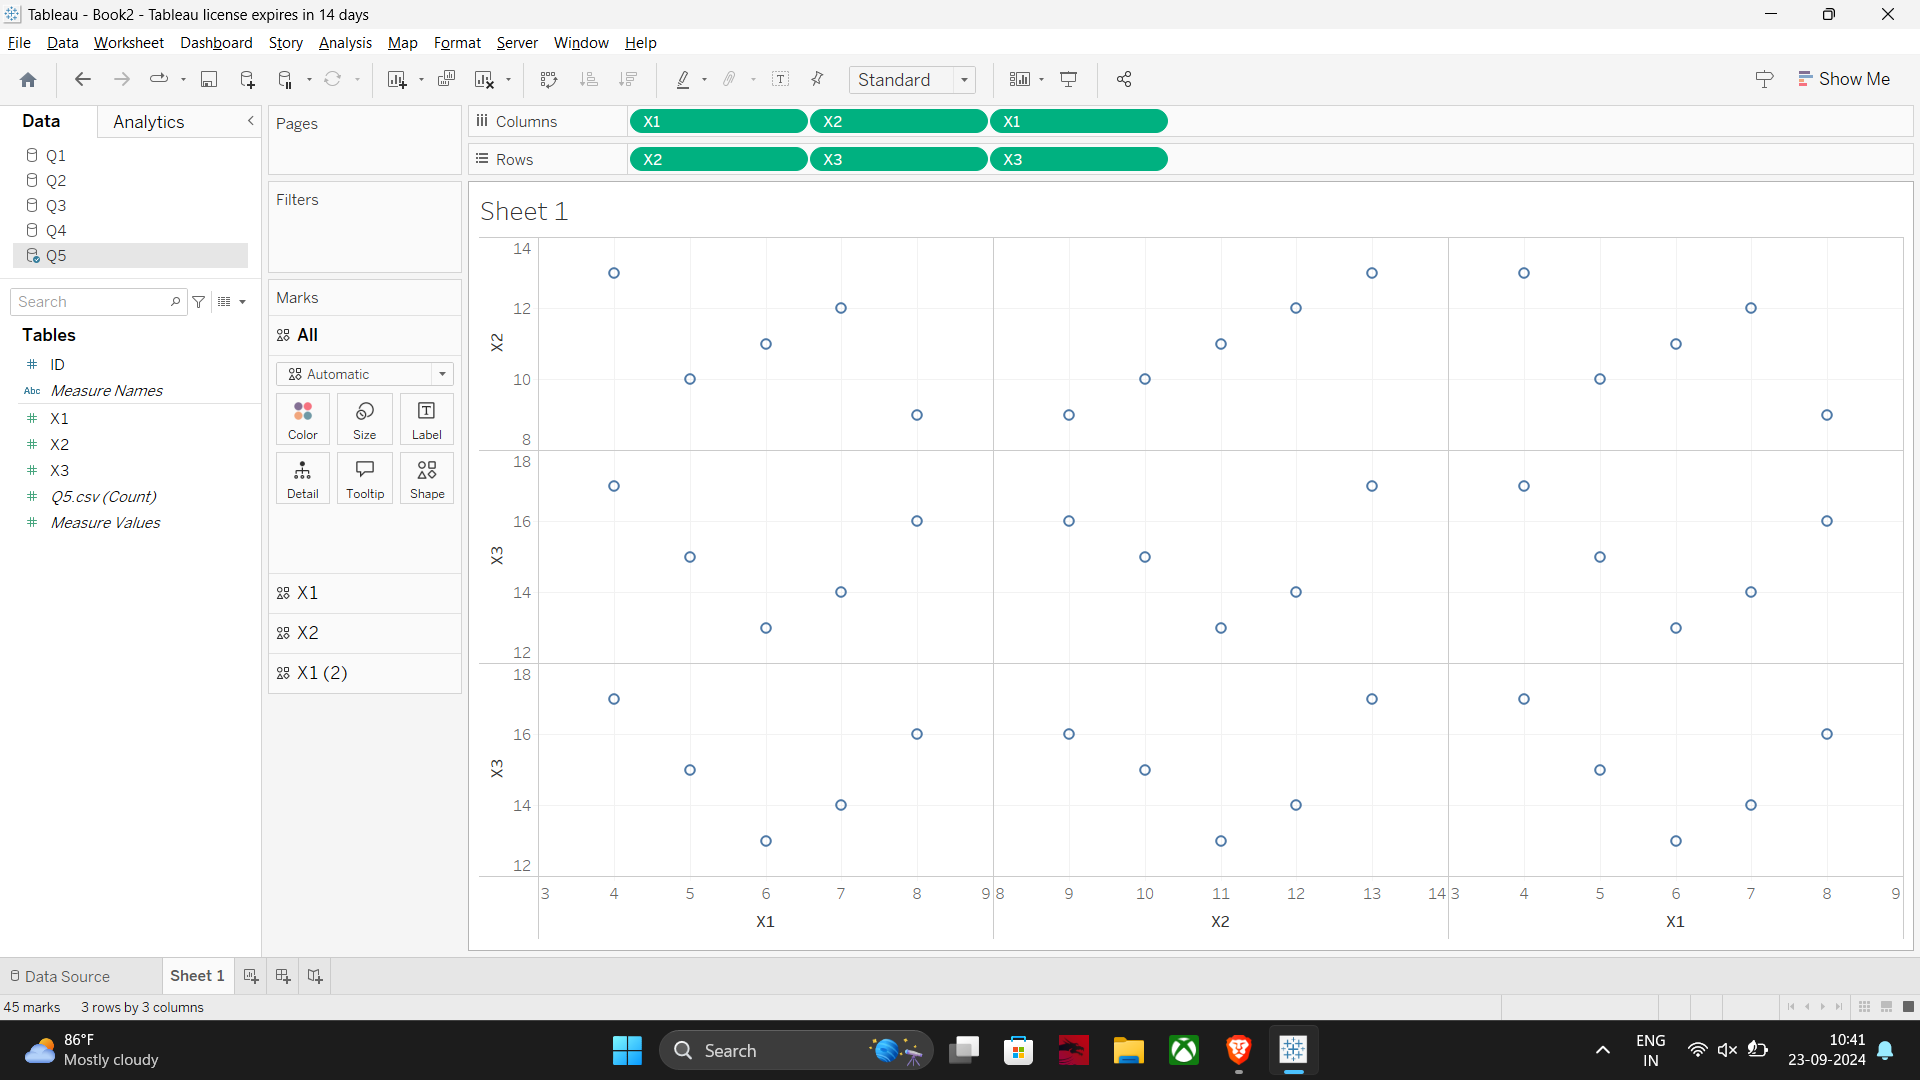 Tableau - Book2 - Tableau license expires in 14 days
File Data Worksheet Dashboard Story Analysis Map Format Server Window Help
Standard
Show Me
Data Analytics
Pages
Columns X1 X2 X1
Rows X2 X3 X3
Q1
Q2
Q3
Q4
Q5
Filters
Search
Tables
# ID
Abc Measure Names
# X1
# X2
# X3
# Q5.csv (Count)
# Measure Values
Marks
All
Automatic
Color Size Label
Detail Tooltip Shape
X1
X2
X1 (2)
Sheet 1
X2
14
12
10
8
X3
18
16
14
12
X3
18
16
14
12
3 4 5 6 7 8 9 8 9 10 11 12 13 14 3 4 5 6 7 8 9
X1 X2 X1
Data Source Sheet 1
45 marks 3 rows by 3 columns
86°F
Mostly cloudy
Search
ENG
IN
10:41
23-09-2024